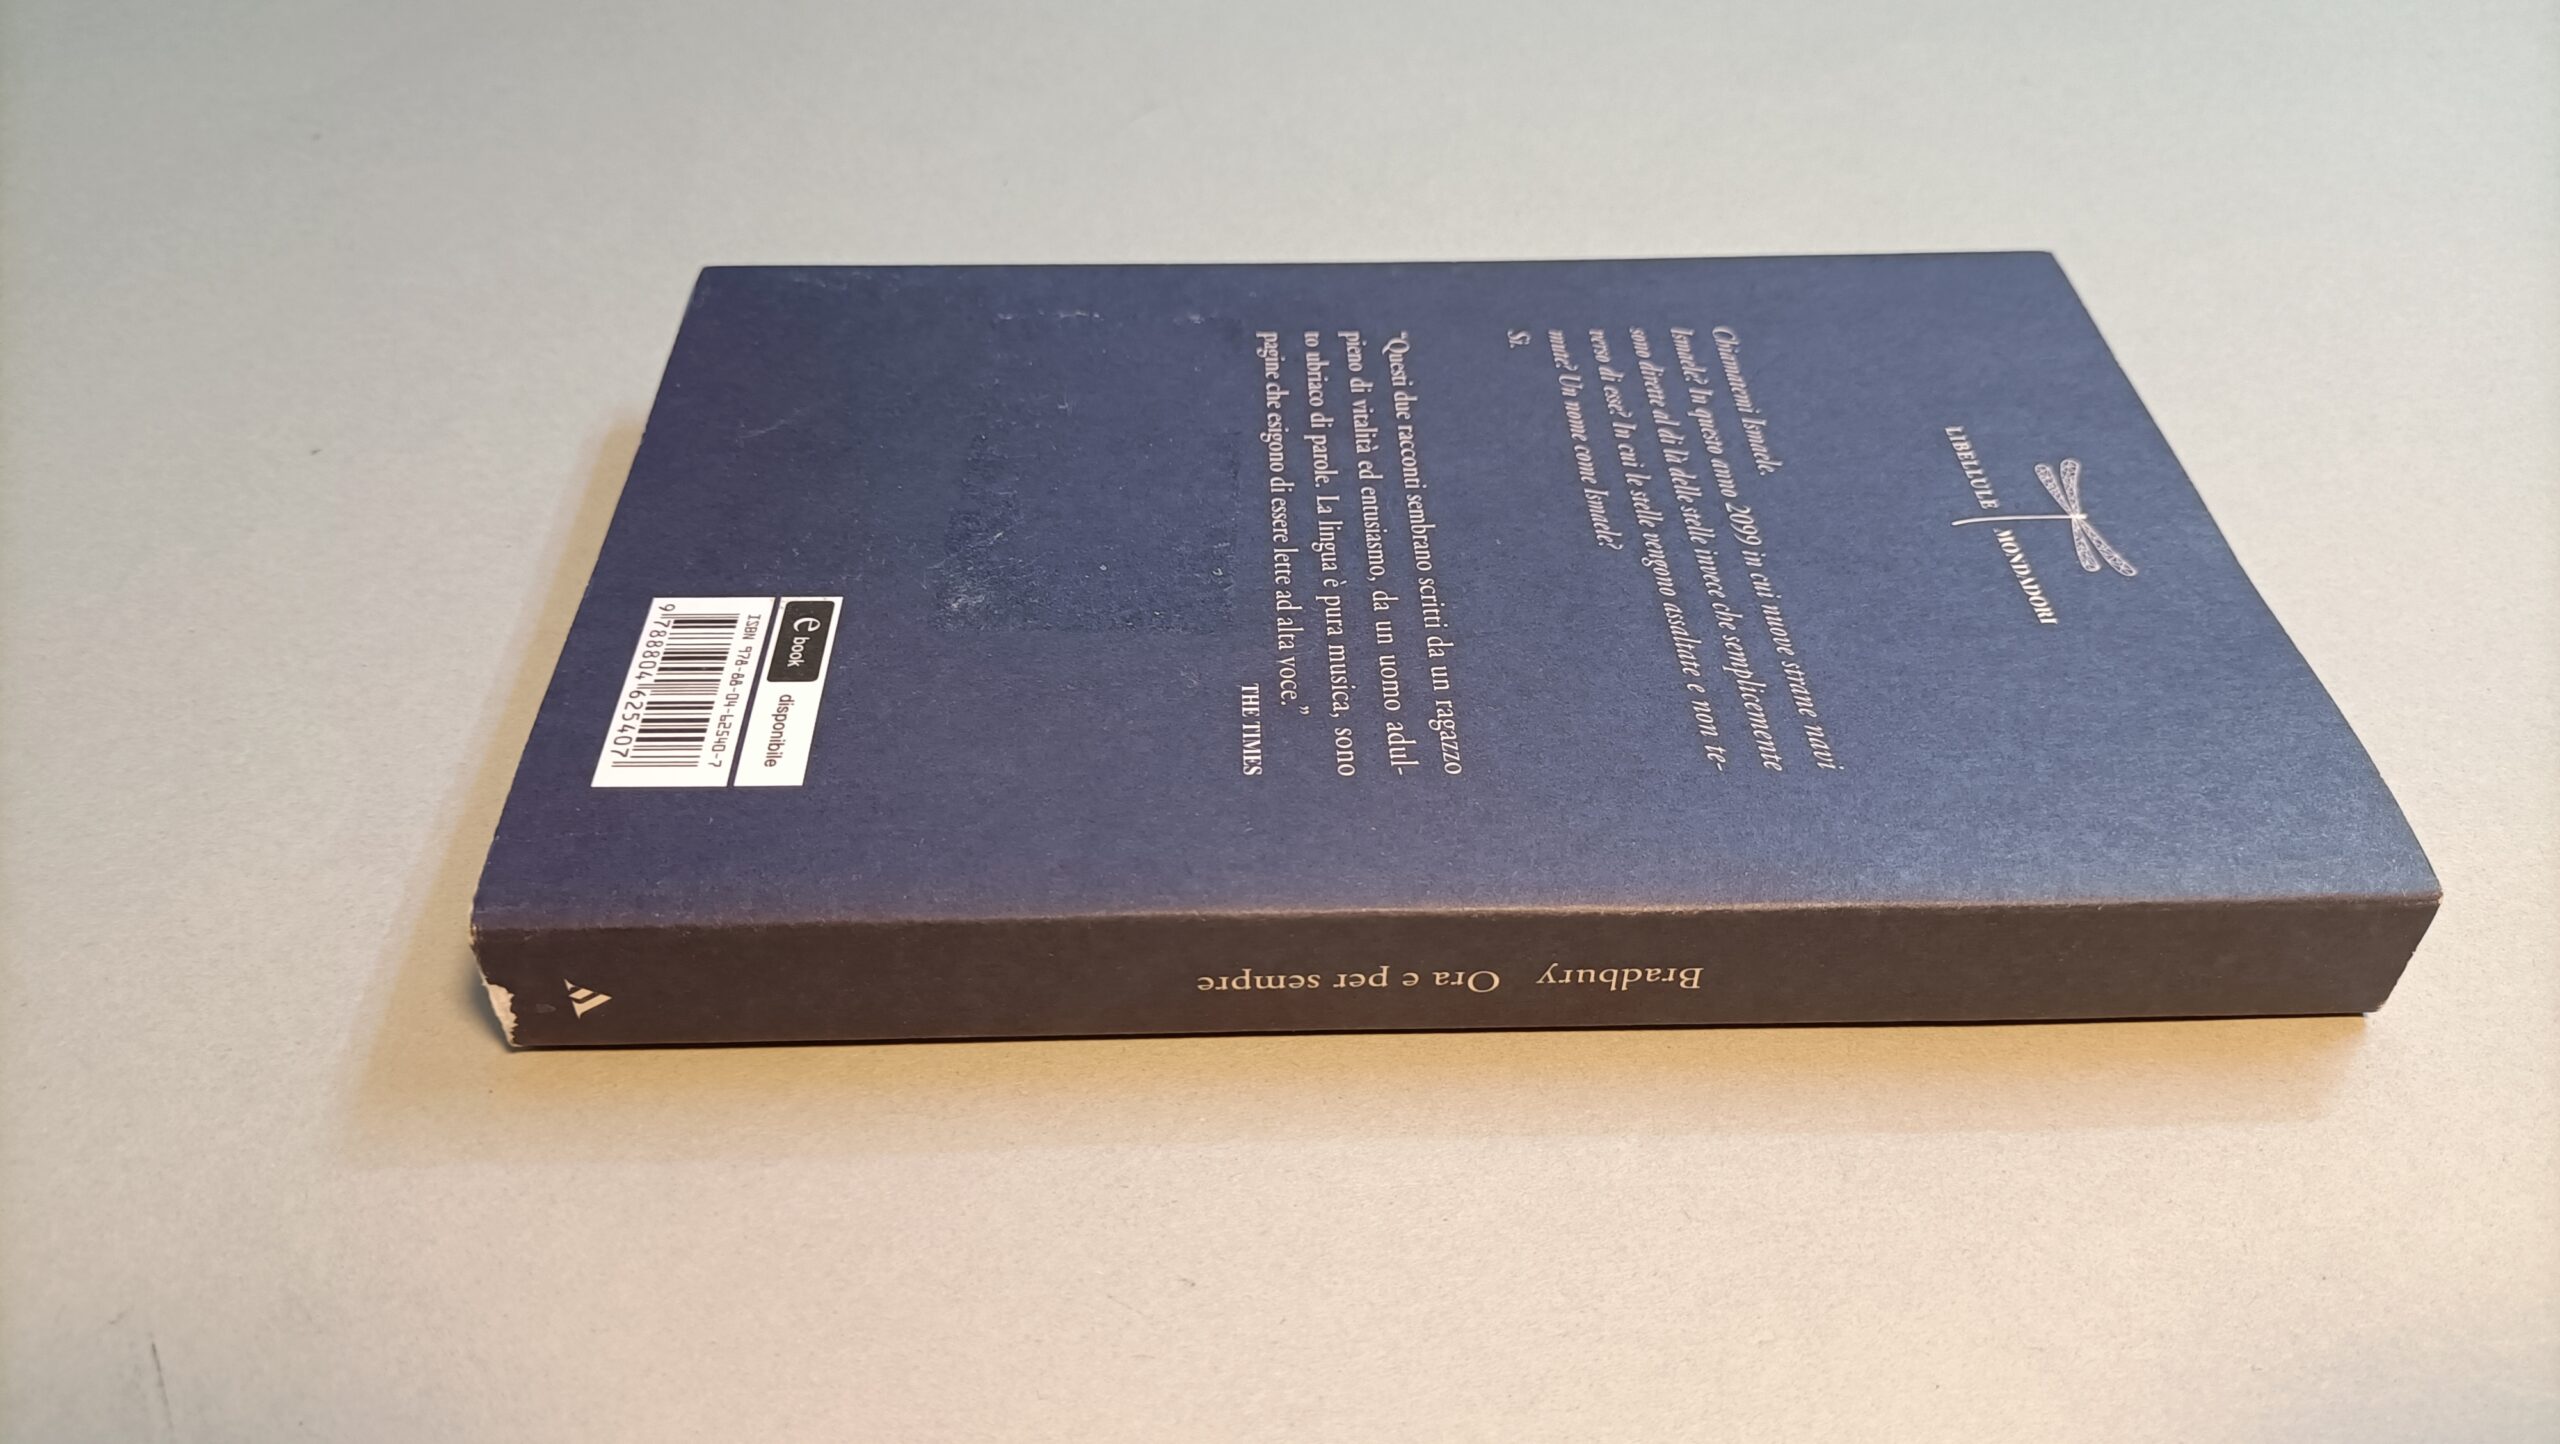 LIBELLULE MONDADORI
Chiamatemi Ismaele.
Ismaele? In questo anno 2099 in cui nuove strane navi
sono dirette al di là delle stelle invece che semplicemente
verso di esse? In cui le stelle vengono assaltate e non te-
mute? Un nome come Ismaele?
Sì.
“Questi due racconti sembrano scritti da un ragazzo
pieno di vitalità ed entusiasmo, da un uomo adul-
to ubriaco di parole. La lingua è pura musica, sono
pagine che esigono di essere lette ad alta voce.”
THE TIMES
e book disponibile
ISBN 978-88-04-62540-7
9 788804 625407
Bradbury Ora e per sempre